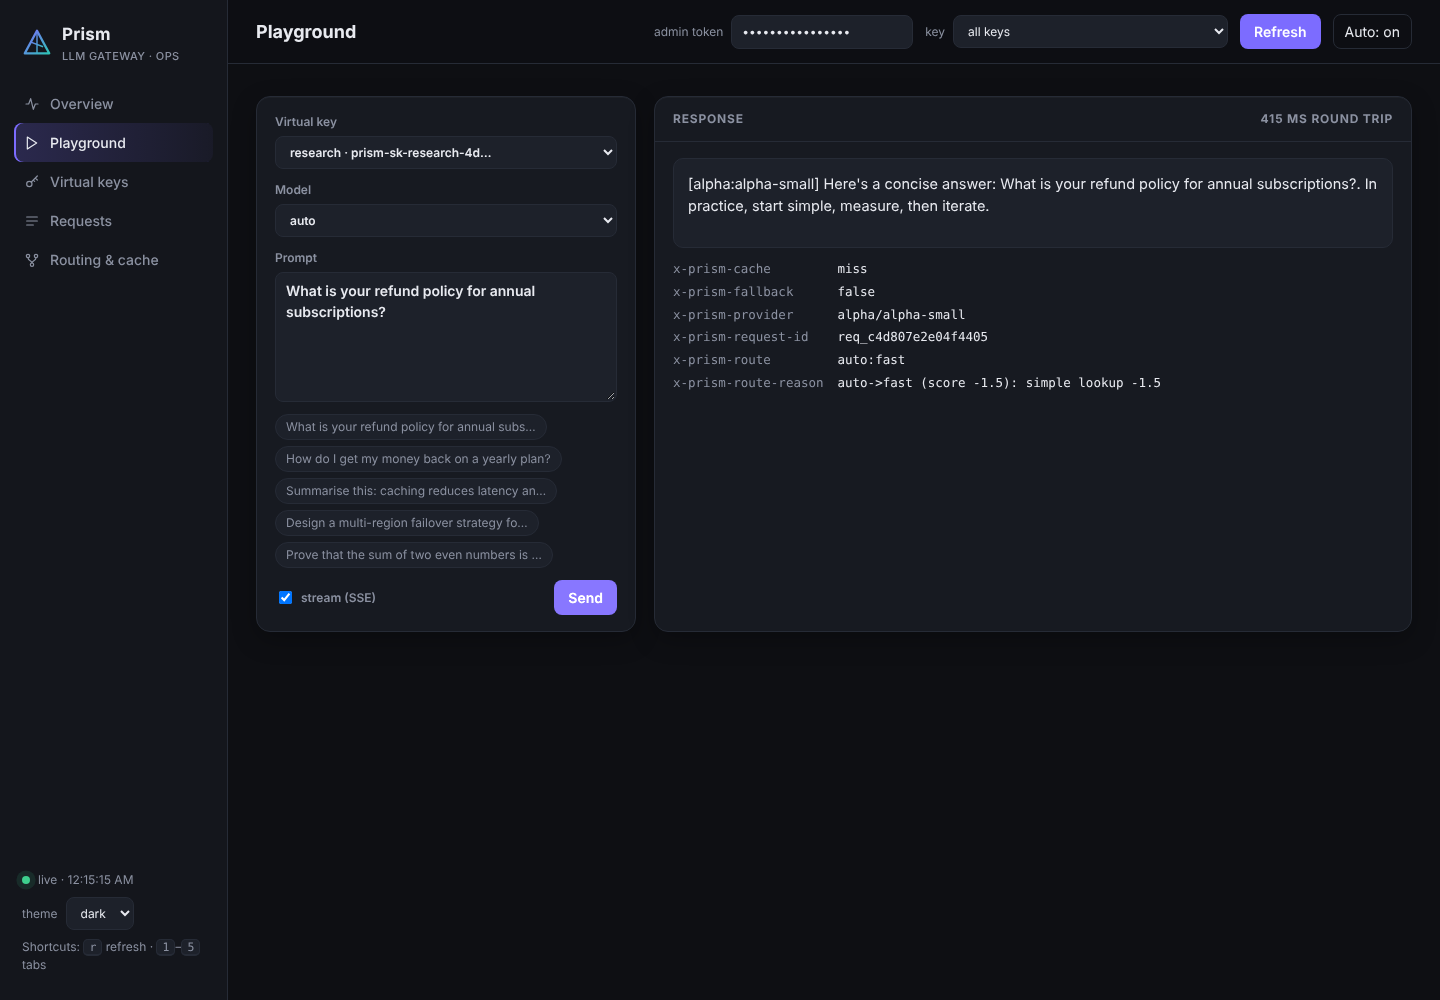 Prism
LLM GATEWAY · OPS
Overview
Playground
Virtual keys
Requests
Routing & cache
live · 12:15:15 AM
theme dark
Shortcuts: r refresh · 1–5
tabs
Playground
admin token ••••••••••••••••
key all keys
Refresh
Auto: on
Virtual key
research · prism-sk-research-4d...
Model
auto
Prompt
What is your refund policy for annual
subscriptions?
What is your refund policy for annual subs...
How do I get my money back on a yearly plan?
Summarise this: caching reduces latency an...
Design a multi-region failover strategy fo...
Prove that the sum of two even numbers is ...
stream (SSE)
Send
RESPONSE
415 MS ROUND TRIP
[alpha:alpha-small] Here's a concise answer: What is your refund policy for annual subscriptions?. In
practice, start simple, measure, then iterate.
x-prism-cache miss
x-prism-fallback false
x-prism-provider alpha/alpha-small
x-prism-request-id req_c4d807e2e04f4405
x-prism-route auto:fast
x-prism-route-reason auto->fast (score -1.5): simple lookup -1.5